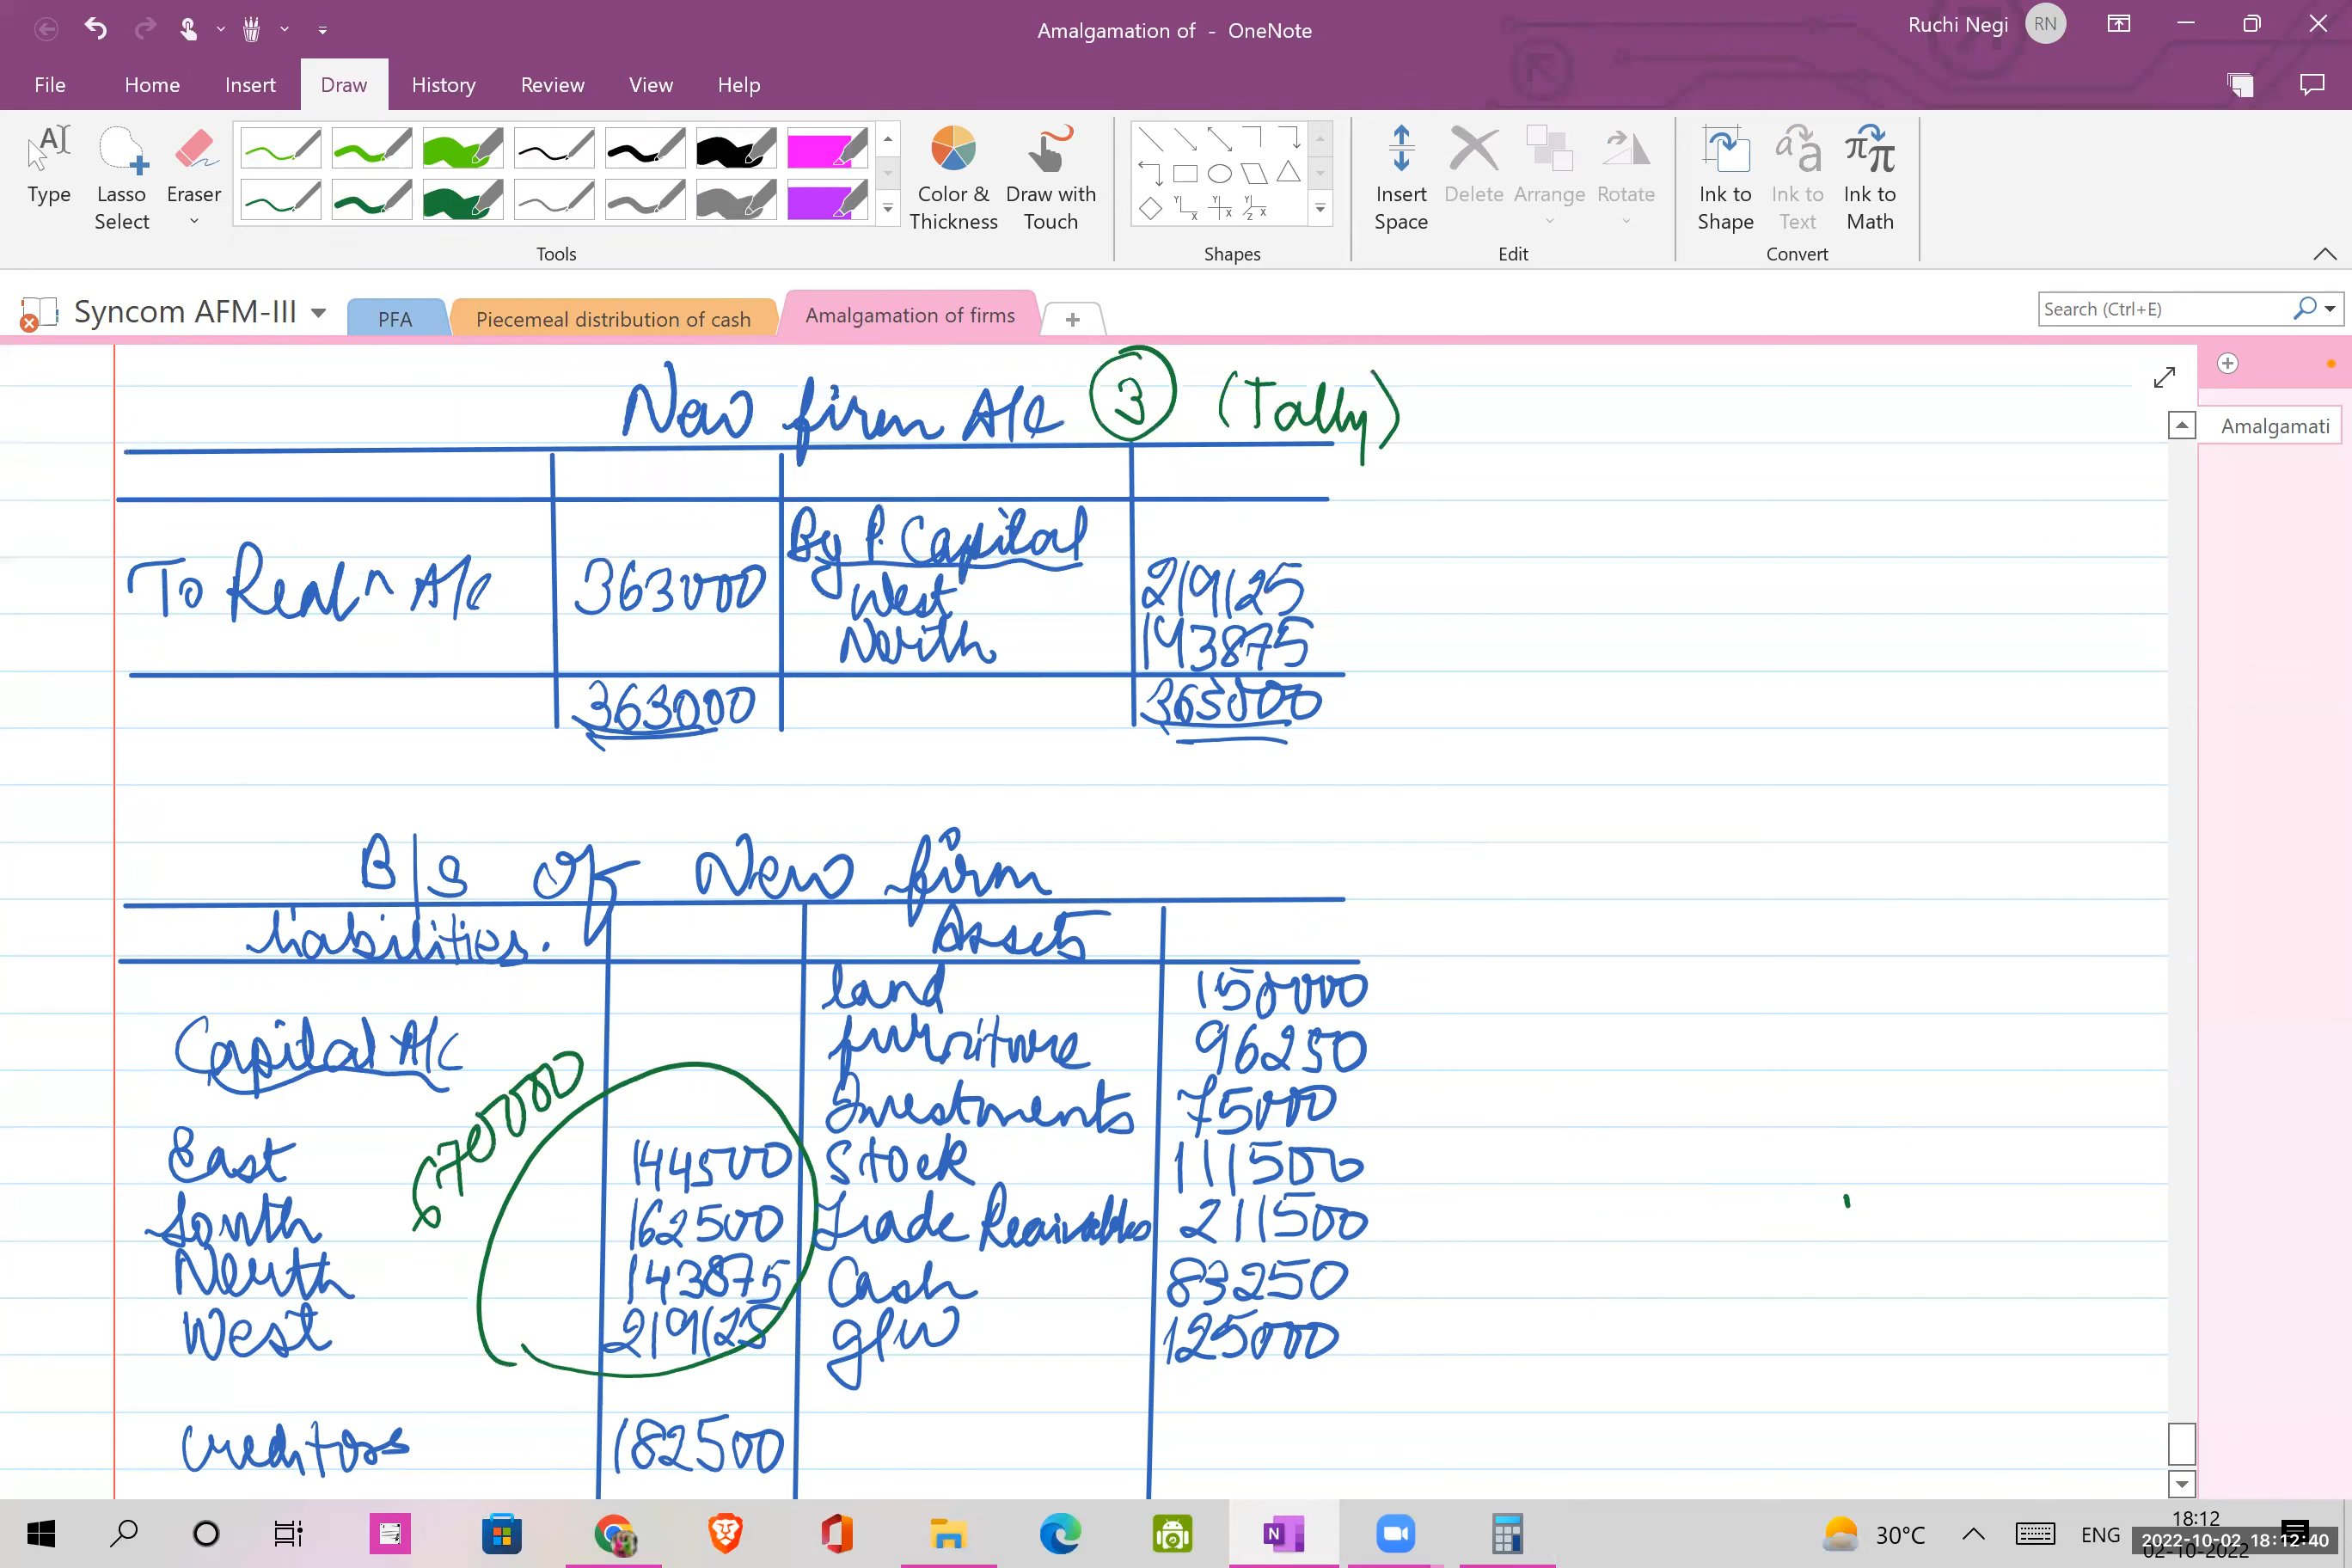 Amalgamation of - OneNote
Ruchi Negi RN
File Home Insert Draw History Review View Help
Type
Lasso Select
Eraser
Color & Thickness
Draw with Touch
Insert Space
Delete
Arrange
Rotate
Ink to Shape
Ink to Text
Ink to Math
Tools Shapes Edit Convert
Syncom AFM-III PFA Piecemeal distribution of cash Amalgamation of firms
Search (Ctrl+E)
Amalgamati
New firm A/c 3 (Tally)
By P. Capital
To Realn A/c 363000 West 219125
North 143875
363000 363000
B/S of New firm
Liabilities. Assets
land 150000
Capital A/c furniture 96250
Investments 75000
670000
East 144500 Stock 111500
South 162500 Trade Receivables 211500
North 143875 Cash 83250
West 219125 g/w 125000
Creditors 182500
30°C ENG 18:12
02-10-2022
2022-10-02 18:12:40